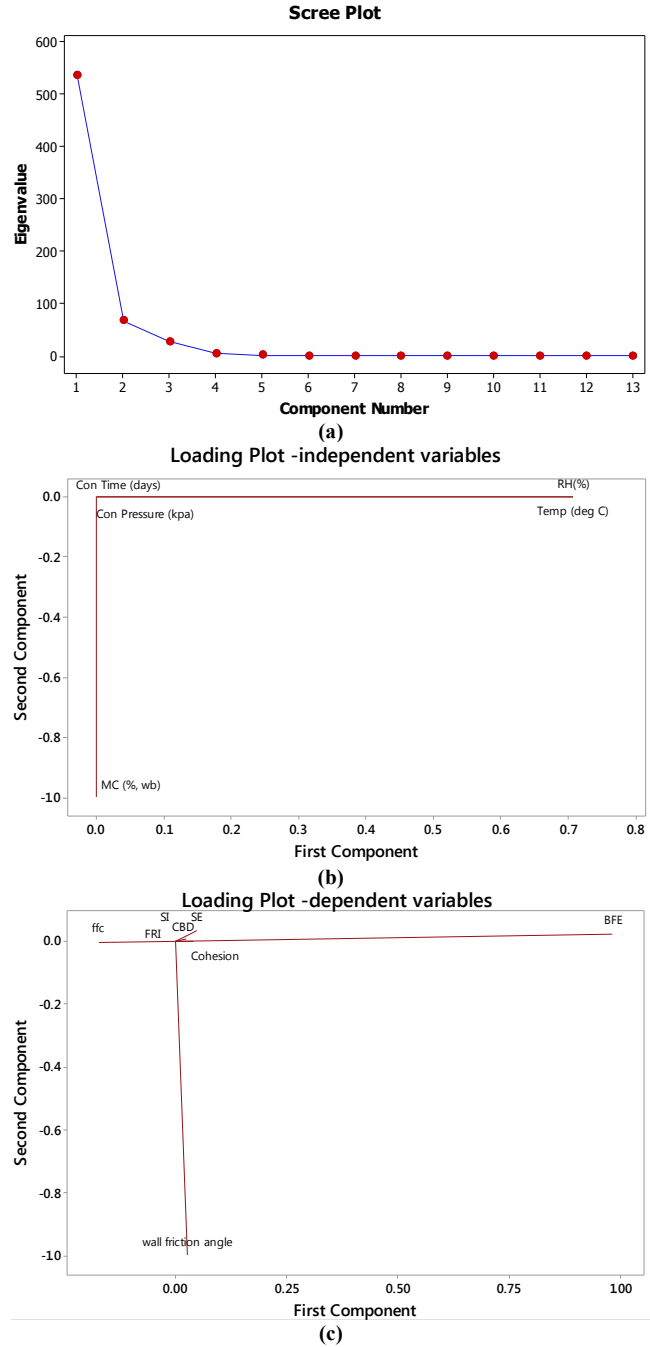 Scree Plot
600
500
400
300
200
100
0
Eigenvalue
1 2 3 4 5 6 7 8 9 10 11 12 13
Component Number
(a)
Loading Plot -independent variables
Con Time (days)
RH(%)
Con Pressure (kpa)
Temp (deg C)
MC (%, wb)
0.0
-0.2
-0.4
-0.6
-0.8
-1.0
Second Component
0.0 0.1 0.2 0.3 0.4 0.5 0.6 0.7 0.8
First Component
(b)
Loading Plot -dependent variables
ffc
SI
FRI
CBD
SE
Cohesion
BFE
wall friction angle
0.0
-0.2
-0.4
-0.6
-0.8
-1.0
Second Component
0.00 0.25 0.50 0.75 100
First Component
(c)